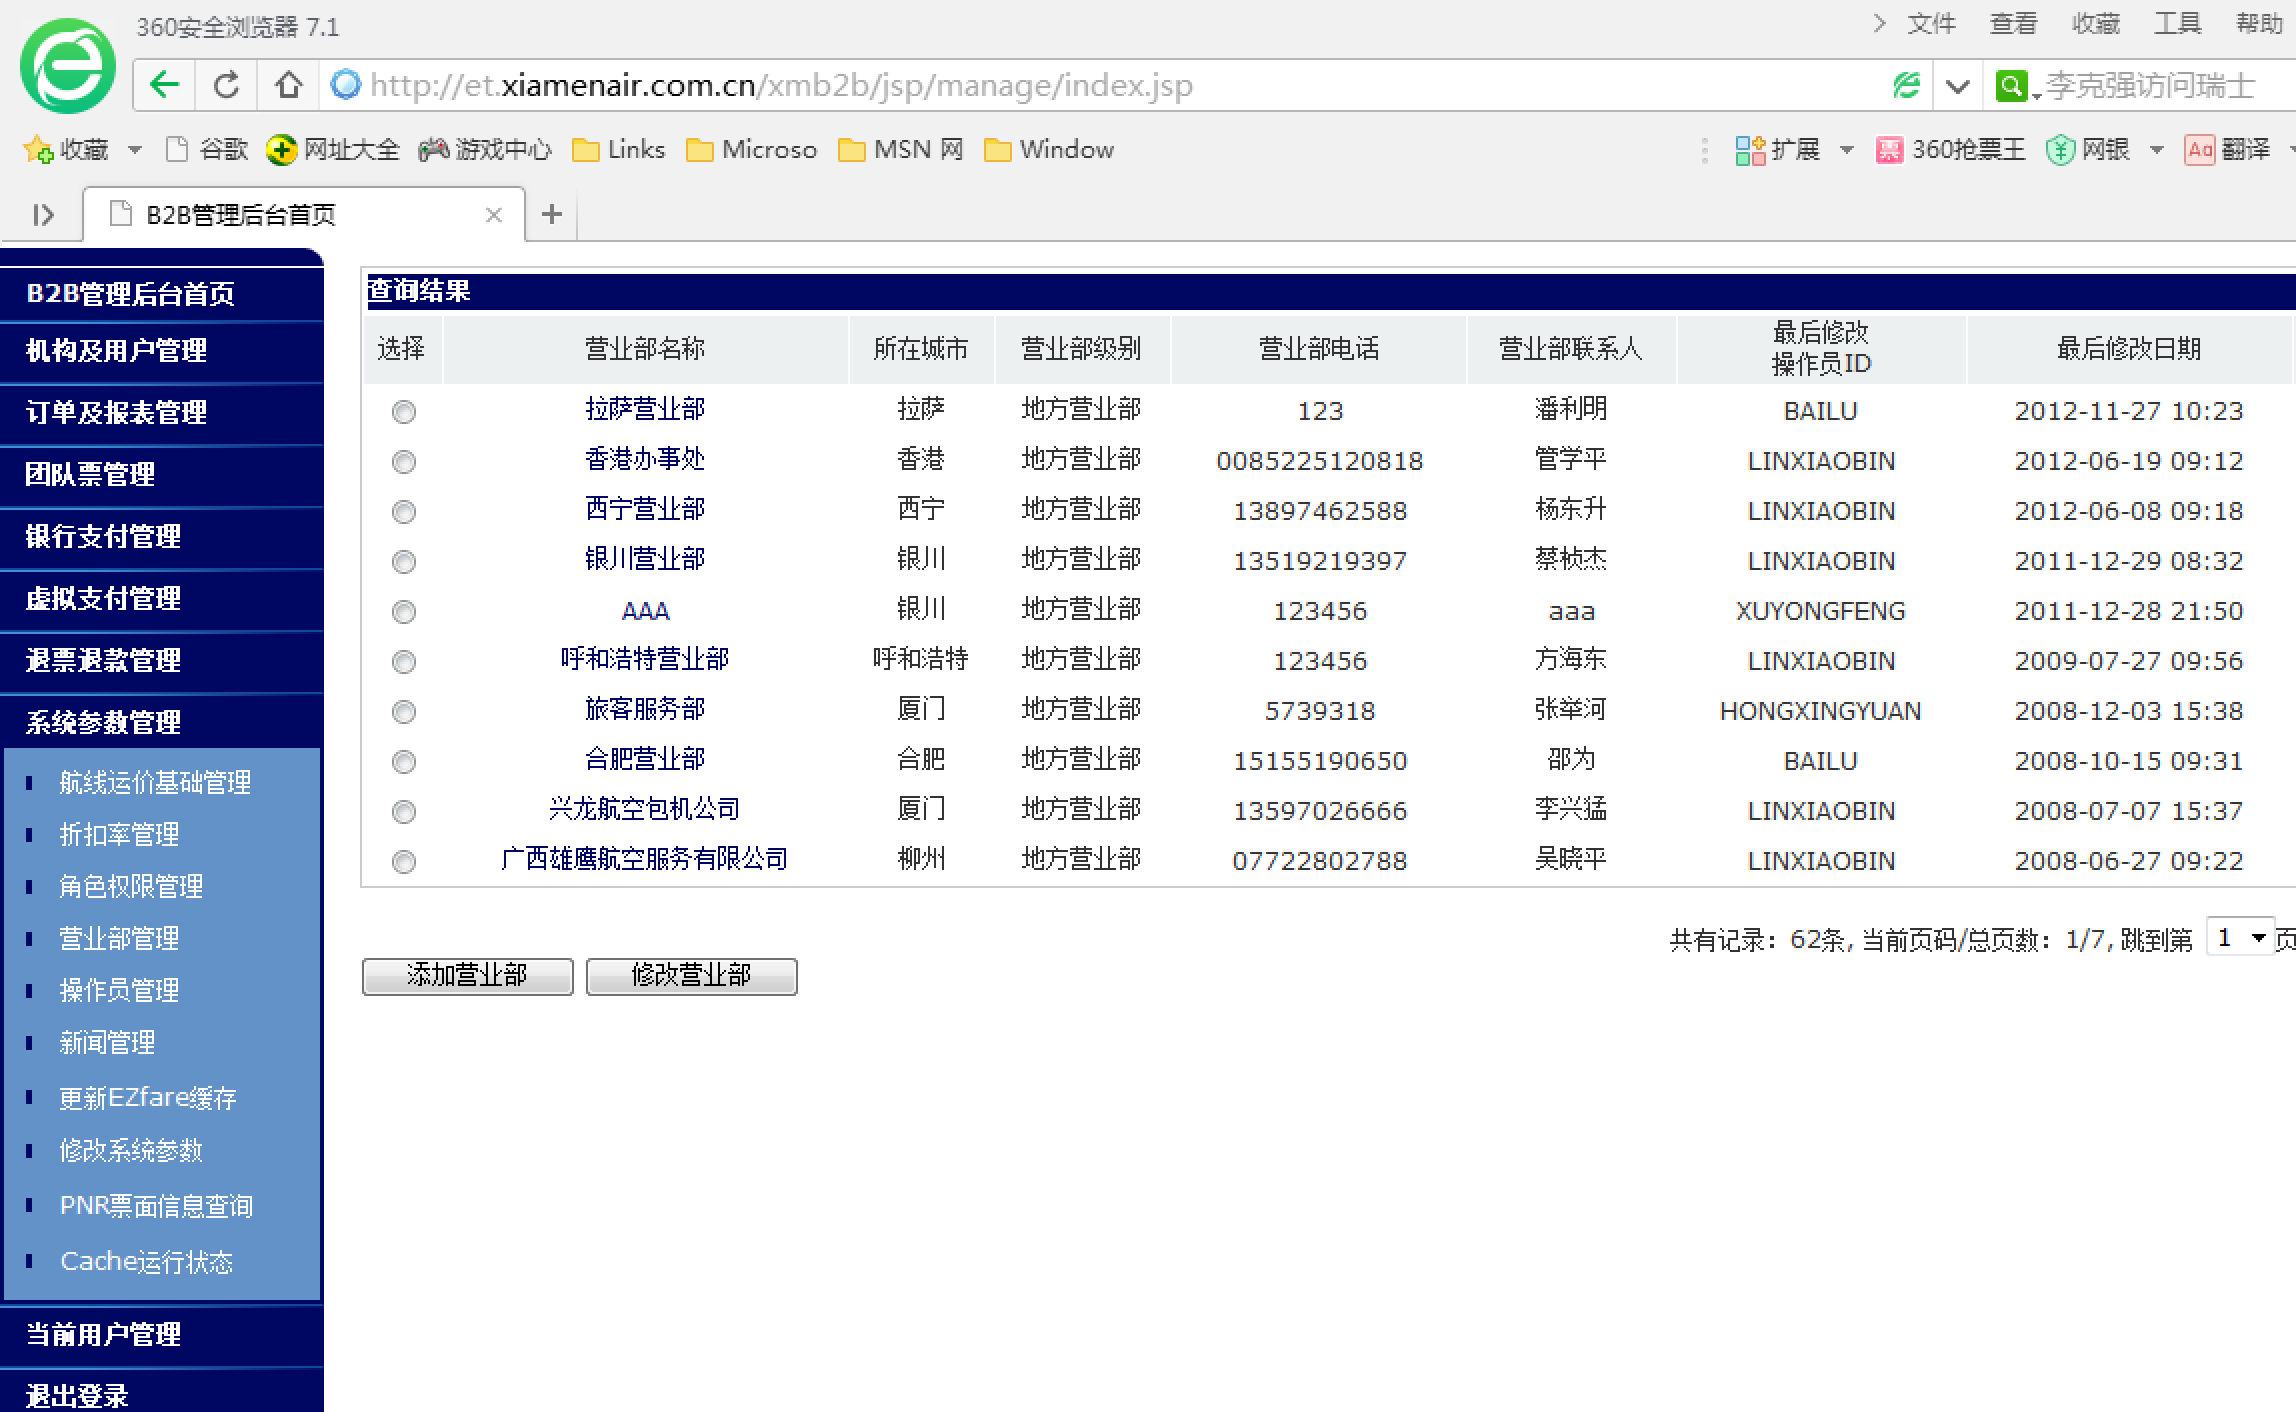 360安全浏览器 7.1
文件 查看 收藏 工具 帮助
http://et.xiamenair.com.cn/xmb2b/jsp/manage/index.jsp
李克强访问瑞士
收藏 谷歌 网址大全 游戏中心 Links Microso MSN 网 Window
扩展 票 360抢票王 网银 Aa 翻译
B2B管理后台首页
B2B管理后台首页
机构及用户管理
订单及报表管理
团队票管理
银行支付管理
虚拟支付管理
退票退款管理
系统参数管理
航线运价基础管理
折扣率管理
角色权限管理
营业部管理
操作员管理
新闻管理
更新EZfare缓存
修改系统参数
PNR票面信息查询
Cache运行状态
当前用户管理
退出登录
查询结果
选择 营业部名称 所在城市 营业部级别 营业部电话 营业部联系人 最后修改 操作员ID 最后修改日期
拉萨营业部 拉萨 地方营业部 123 潘利明 BAILU 2012-11-27 10:23
香港办事处 香港 地方营业部 0085225120818 管学平 LINXIAOBIN 2012-06-19 09:12
西宁营业部 西宁 地方营业部 13897462588 杨东升 LINXIAOBIN 2012-06-08 09:18
银川营业部 银川 地方营业部 13519219397 蔡桢杰 LINXIAOBIN 2011-12-29 08:32
AAA 银川 地方营业部 123456 aaa XUYONGFENG 2011-12-28 21:50
呼和浩特营业部 呼和浩特 地方营业部 123456 方海东 LINXIAOBIN 2009-07-27 09:56
旅客服务部 厦门 地方营业部 5739318 张举河 HONGXINGYUAN 2008-12-03 15:38
合肥营业部 合肥 地方营业部 15155190650 邵为 BAILU 2008-10-15 09:31
兴龙航空包机公司 厦门 地方营业部 13597026666 李兴猛 LINXIAOBIN 2008-07-07 15:37
广西雄鹰航空服务有限公司 柳州 地方营业部 07722802788 吴晓平 LINXIAOBIN 2008-06-27 09:22
共有记录：62条, 当前页码/总页数：1/7, 跳到第 1 页
添加营业部 修改营业部